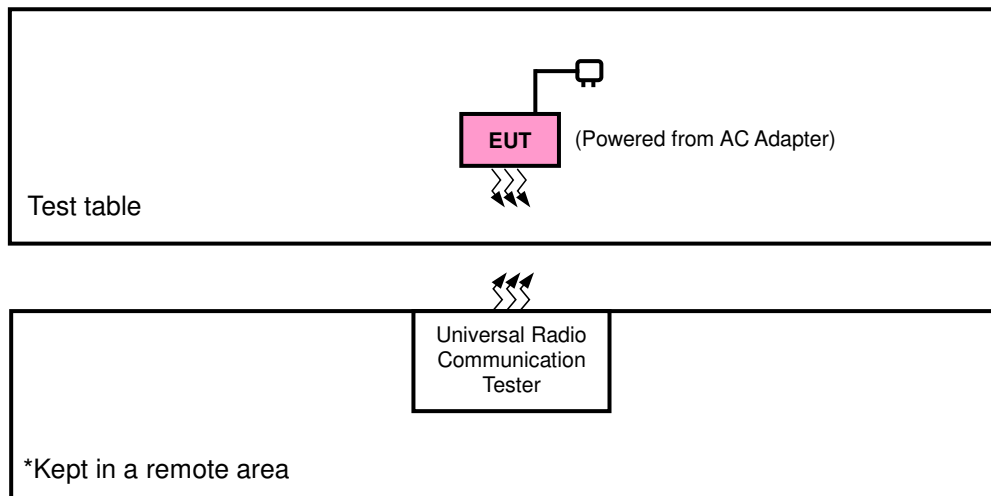 EUT
(Powered from AC Adapter)
Test table
Universal Radio
Communication
Tester
*Kept in a remote area